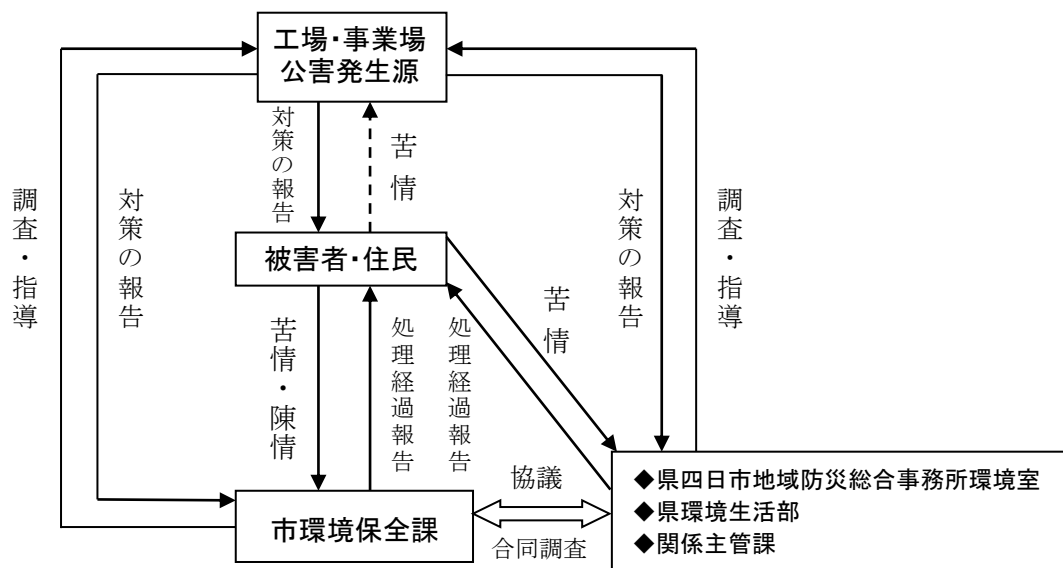 工場・事業場
公害発生源
対策の報告
苦情
調査・指導
対策の報告
対策の報告
調査・指導
被害者・住民
苦情・陳情
処理経過報告
処理経過報告
苦情
市環境保全課
協議
合同調査
◆県四日市地域防災総合事務所環境室
◆県環境生活部
◆関係主管課